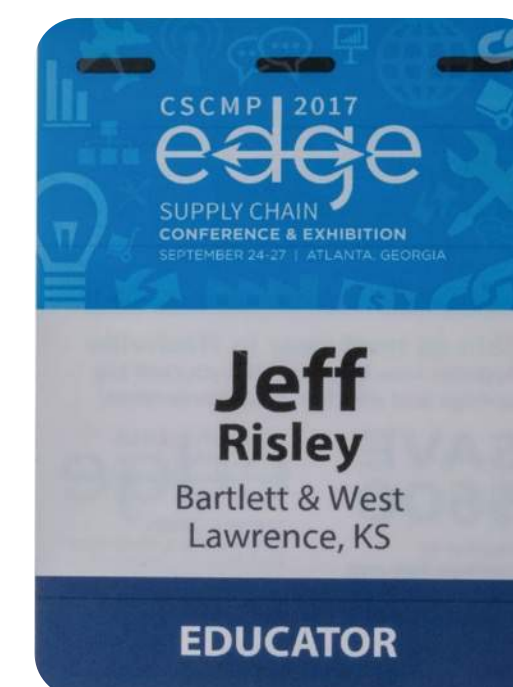 CSCMP 2017
edge
SUPPLY CHAIN
CONFERENCE & EXHIBITION
SEPTEMBER 24-27 | ATLANTA, GEORGIA
Jeff
Risley
Bartlett & West
Lawrence, KS
EDUCATOR